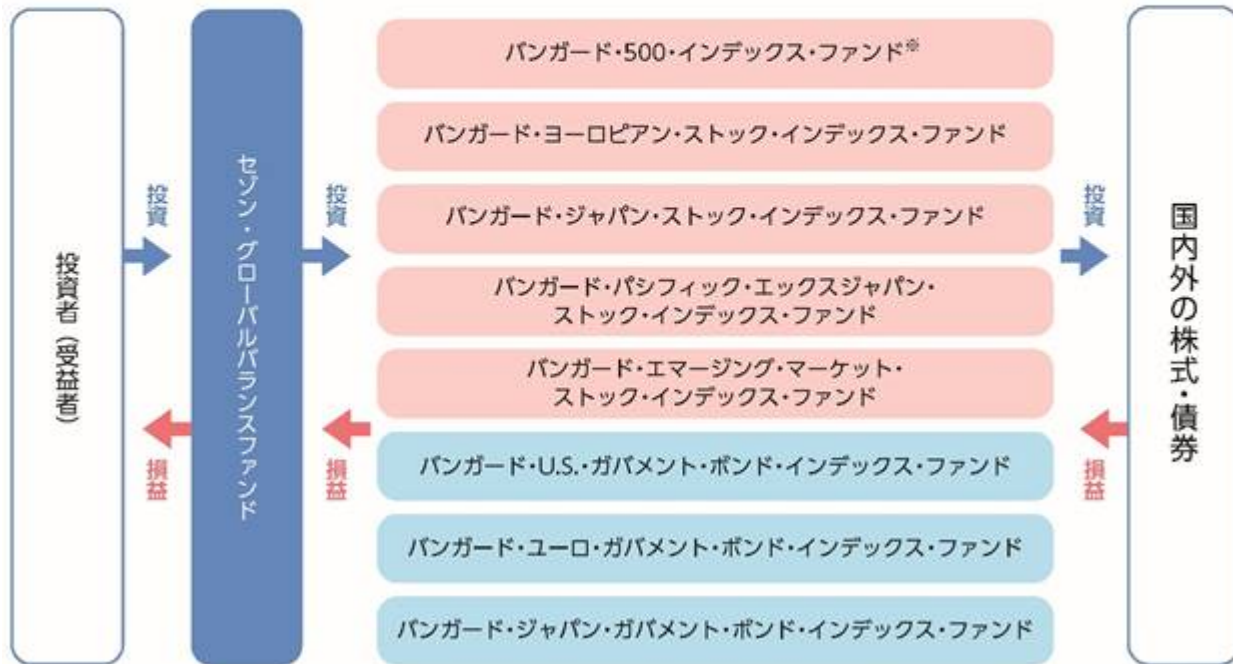 投資者（受益者）
投資
損益
セゾン・グローバルバランスファンド
投資
損益
バンガード・500・インデックス・ファンド※
バンガード・ヨーロピアン・ストック・インデックス・ファンド
バンガード・ジャパン・ストック・インデックス・ファンド
バンガード・パシフィック・エックスジャパン・
ストック・インデックス・ファンド
バンガード・エマージング・マーケット・
ストック・インデックス・ファンド
バンガード・U.S.・ガバメント・ボンド・インデックス・ファンド
バンガード・ユーロ・ガバメント・ボンド・インデックス・ファンド
バンガード・ジャパン・ガバメント・ボンド・インデックス・ファンド
投資
損益
国内外の株式・債券